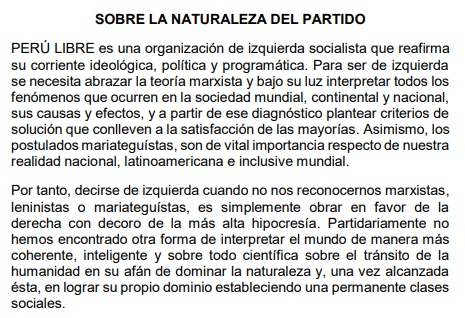 SOBRE LA NATURALEZA DEL PARTIDO
PERÚ LIBRE es una organización de izquierda socialista que reafirma
su corriente ideológica, política y programática. Para ser de izquierda
se necesita abrazar la teoría marxista y bajo su luz interpretar todos los
fenómenos que ocurren en la sociedad mundial, continental y nacional,
sus causas y efectos, y a partir de ese diagnóstico plantear criterios de
solución que conlleven a la satisfacción de las mayorías. Asimismo, los
postulados mariateguístas, son de vital importancia respecto de nuestra
realidad nacional, latinoamericana e inclusive mundial.
Por tanto, decirse de izquierda cuando no nos reconocernos marxistas,
leninistas o mariateguístas, es simplemente obrar en favor de la
derecha con decoro de la más alta hipocresía. Partidariamente no
hemos encontrado otra forma de interpretar el mundo de manera más
coherente, inteligente y sobre todo científica sobre el tránsito de la
humanidad en su afán de dominar la naturaleza y, una vez alcanzada
ésta, en lograr su propio dominio estableciendo una permanente clases
sociales.